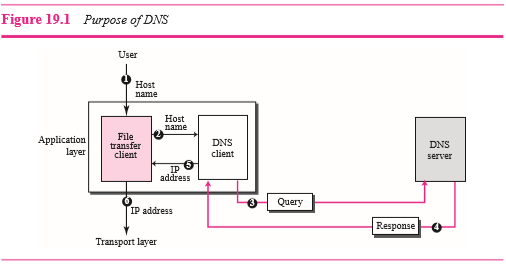 Figure 19.1 Purpose of DNS
User
1
Host
name
Application
layer
File
transfer
client
2
Host
name
DNS
client
5
IP
address
DNS
server
3
Query
Response
4
6
IP address
Transport layer